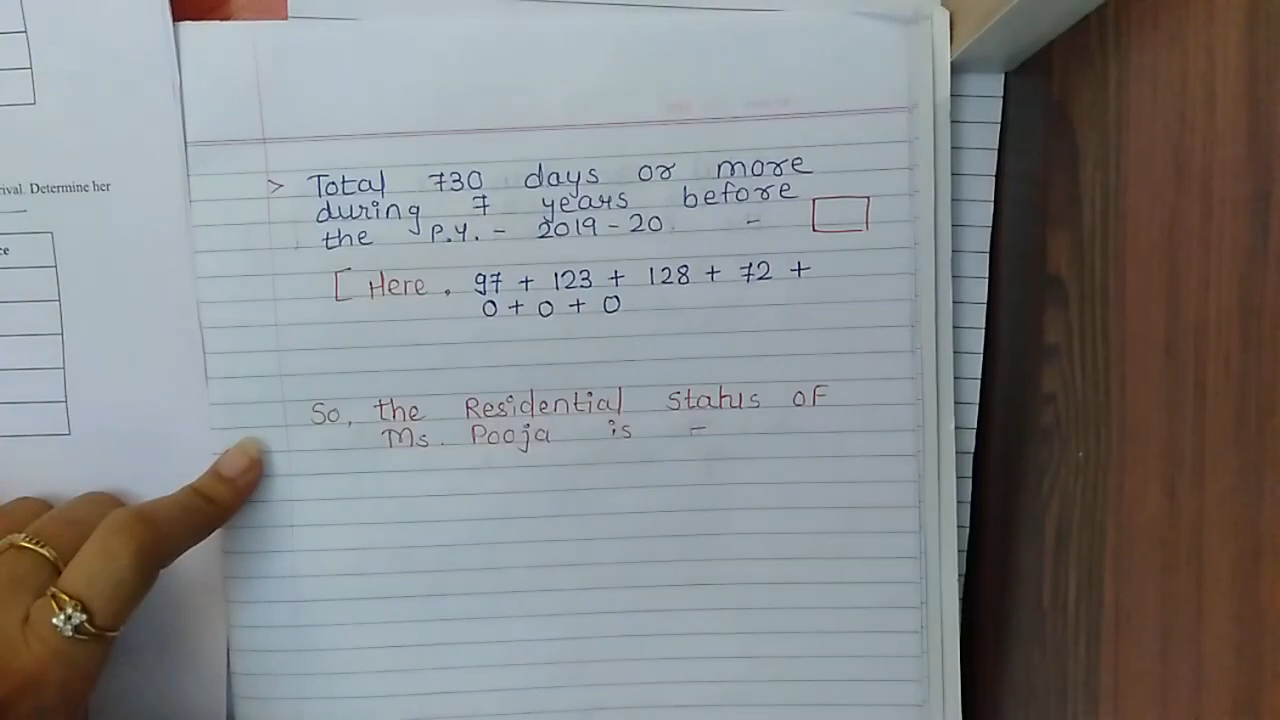 rival. Determine her
ce
> Total 730 days or more
during 7 years before
the P.Y. - 2019-20. -
[ Here, 97 + 123 + 128 + 72 +
0 + 0 + 0
So, the Residential Status of
Ms. Pooja is -